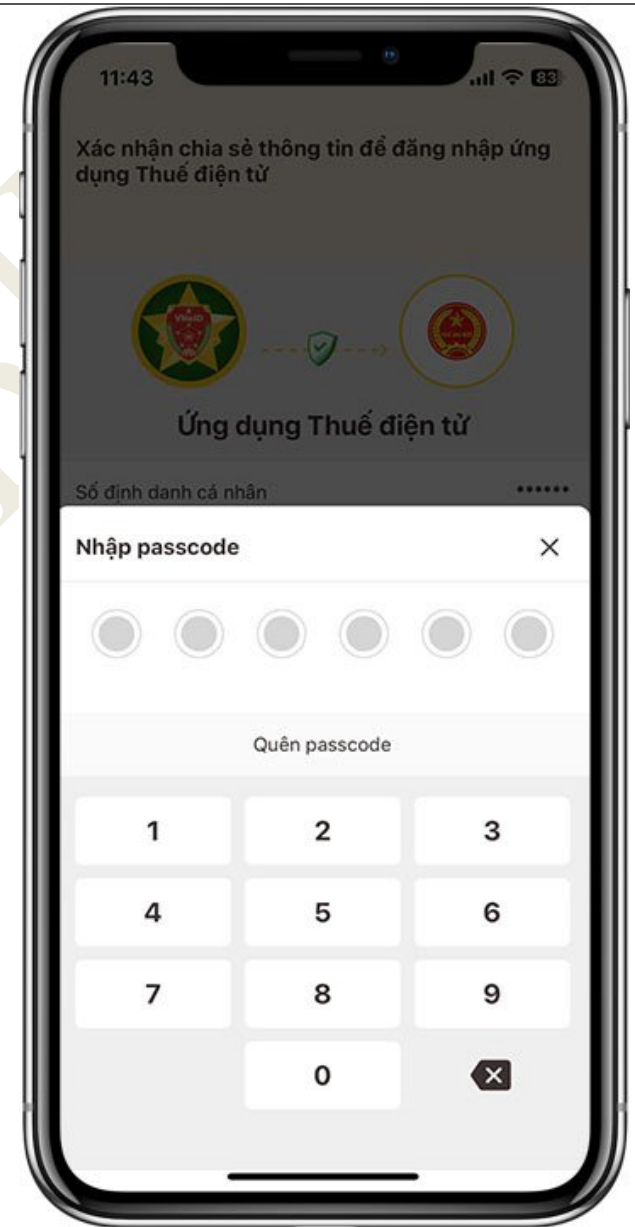 11:43
83
Xác nhận chia sẻ thông tin để đăng nhập ứng
dụng Thuế điện tử
VNeID
Ứng dụng Thuế điện tử
Số định danh cá nhân ••••••
Nhập passcode
Quên passcode
1 2 3
4 5 6
7 8 9
0